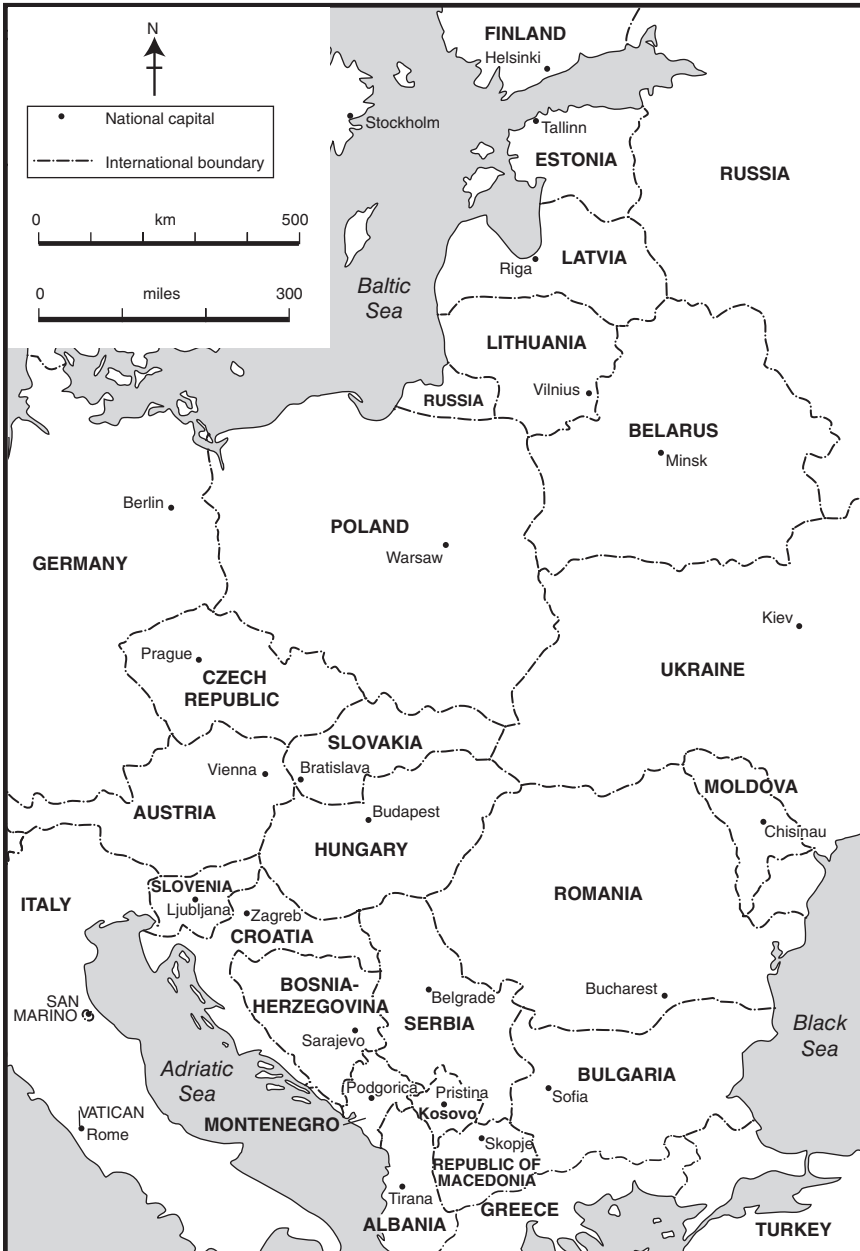 N
National capital
International boundary
0 km 500
0 miles 300
FINLAND
Helsinki
Stockholm
Tallinn
ESTONIA
RUSSIA
Riga
LATVIA
Baltic
Sea
LITHUANIA
Vilnius
RUSSIA
BELARUS
Minsk
Berlin
POLAND
Warsaw
GERMANY
Kiev
Prague
CZECH
REPUBLIC
UKRAINE
SLOVAKIA
Vienna
Bratislava
MOLDOVA
AUSTRIA
Budapest
Chisinau
HUNGARY
SLOVENIA
Ljubljana
ITALY
ROMANIA
Zagreb
CROATIA
BOSNIA-
HERZEGOVINA
Belgrade
Bucharest
SAN
MARINO
SERBIA
Sarajevo
Black
Sea
Adriatic
Sea
Podgorica
Pristina
Kosovo
BULGARIA
Sofia
VATICAN
Rome
MONTENEGRO
Skopje
REPUBLIC OF
MACEDONIA
Tirana
ALBANIA
GREECE
TURKEY